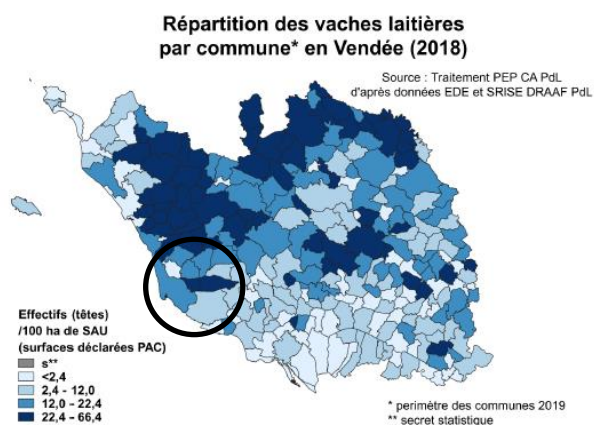 Répartition des vaches laitières
par commune* en Vendée (2018)
Source : Traitement PEP CA PdL
d'après données EDE et SRISE DRAAF PdL
Effectifs (têtes)
/100 ha de SAU
(surfaces déclarées PAC)
s**
<2,4
2,4 - 12,0
12,0 - 22,4
22,4 - 66,4
* perimètre des communes 2019
** secret statistique